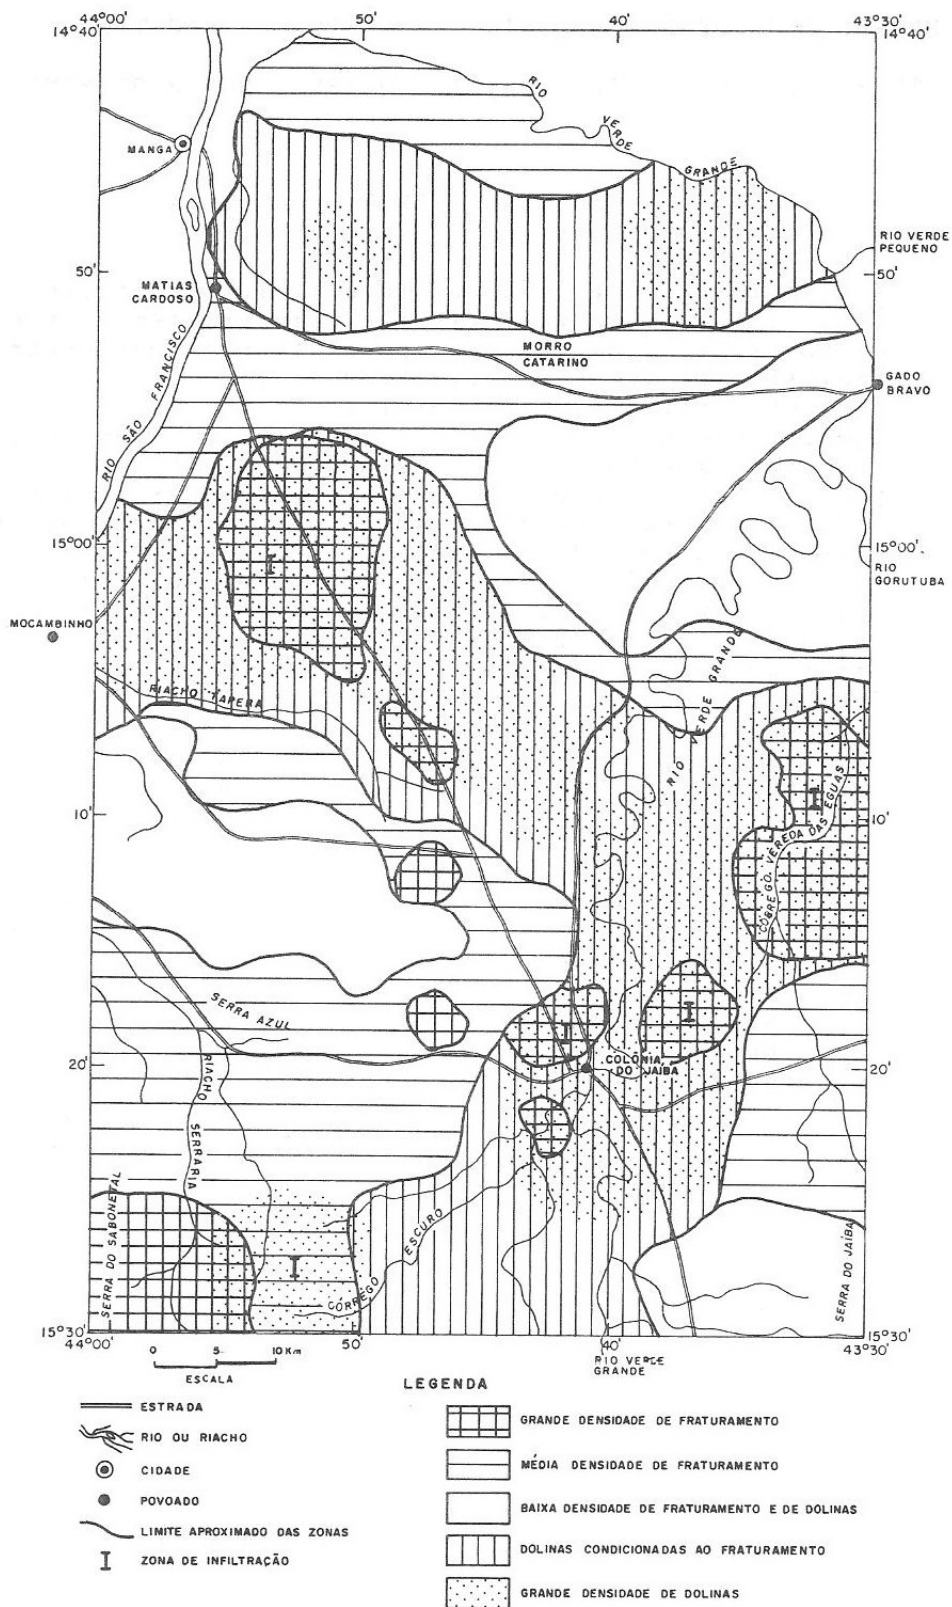 44°00'
50'
40'
43°30'
14°40'
14°40'
RIO
VERDE
GRANDE
MANGA
RIO VERDE
PEQUENO
50'
50'
MATIAS
CARDOSO
MORRO
CATARINO
RIO SÃO FRANCISCO
GADO
BRAVO
15°00'
15°00'
I
RIO
GORUTUBA
MOCAMBINHO
RIACHO TAPERA
RIO VERDE GRANDE
10'
10'
I
CÓRREGO VEREDA DAS ÉGUAS
SERRA AZUL
I
I
COLÔNIA
DO JAÍBA
20'
20'
RIACHO
SERRARIA
SERRA DO SABONETAL
I
CÓRREGO ESCURO
SERRA DO JAÍBA
15°30'
15°30'
44°00'
50'
40'
43°30'
RIO VERDE
GRANDE
0 5 10 Km
ESCALA
LEGENDA
ESTRADA
RIO OU RIACHO
CIDADE
POVOADO
LIMITE APROXIMADO DAS ZONAS
I ZONA DE INFILTRAÇÃO
GRANDE DENSIDADE DE FRATURAMENTO
MÉDIA DENSIDADE DE FRATURAMENTO
BAIXA DENSIDADE DE FRATURAMENTO E DE DOLINAS
DOLINAS CONDICIONADAS AO FRATURAMENTO
GRANDE DENSIDADE DE DOLINAS